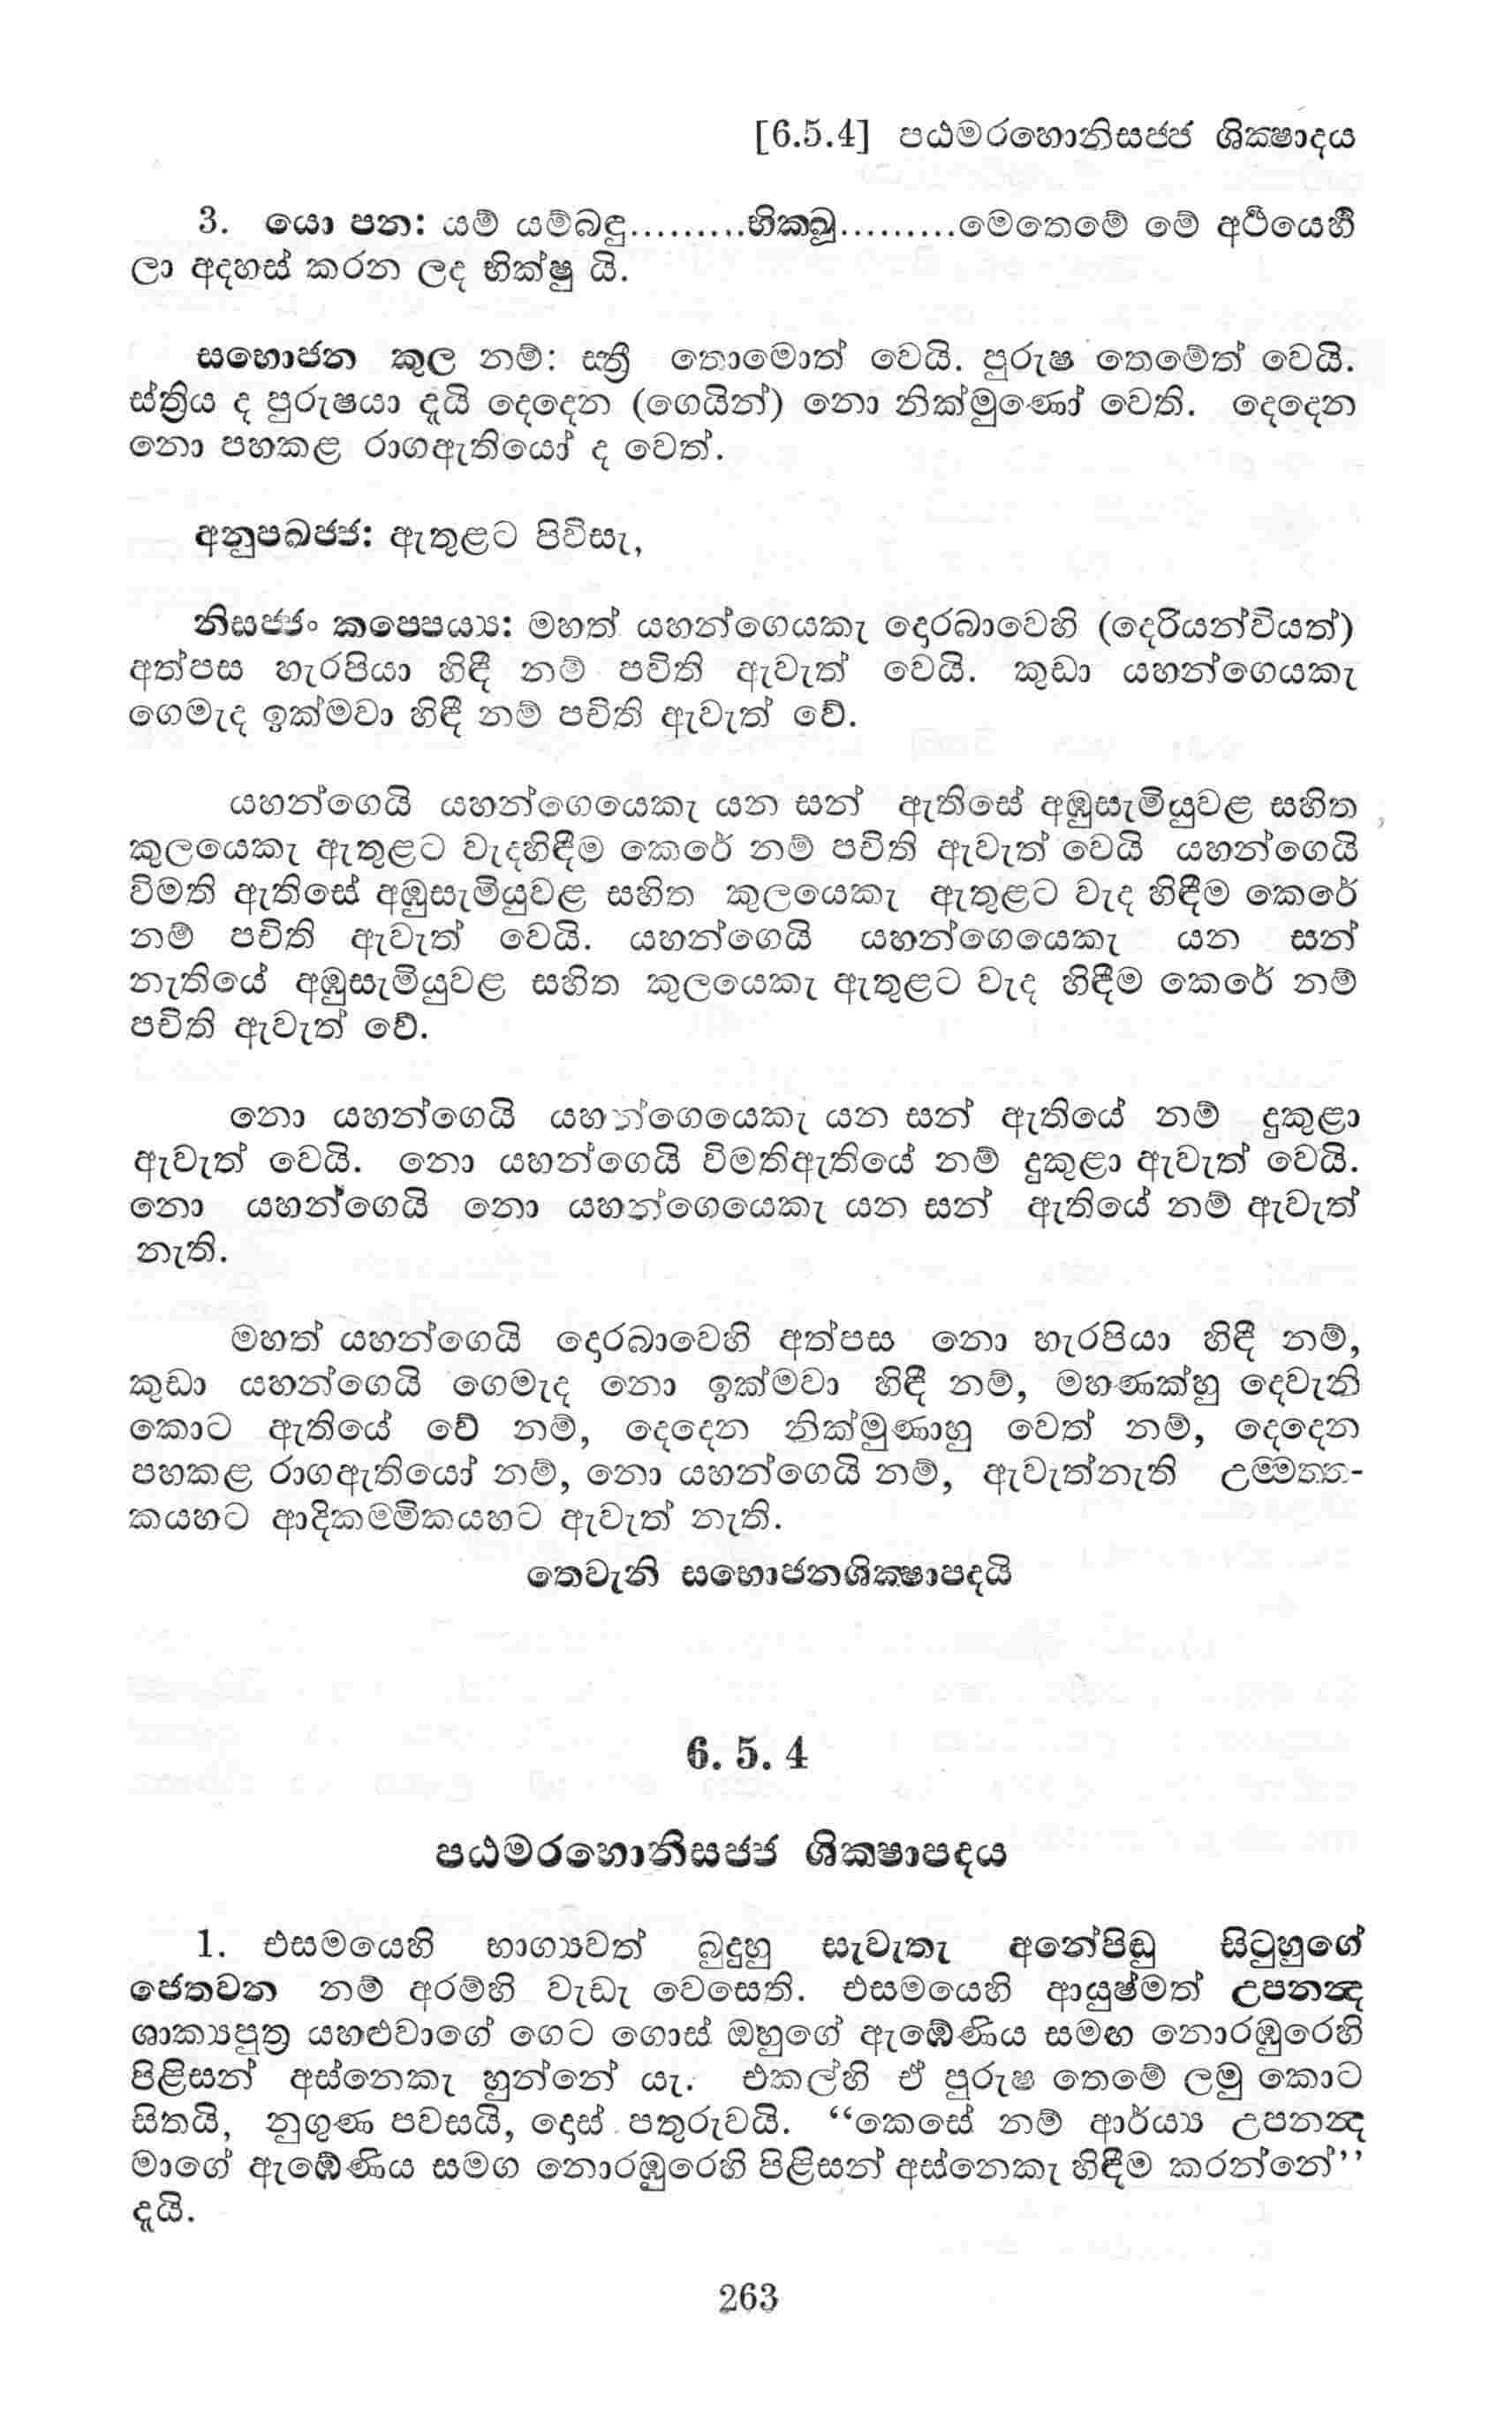 [6.5.4] පඨමරහොනිසජ්ජ ශික්‍ෂාදය
3. යො පන: යම් යම්බඳු..........භික්ඛු..........මෙතෙමේ මේ අර්‍ථයෙහි
ලා අදහස් කරන ලද භික්ෂු යි.
සභොජන කුල නම්: ස්ත්‍රී තොමොත් වෙයි. පුරුෂ තෙමේත් වෙයි.
ස්ත්‍රිය ද පුරුෂයා දැයි දෙදෙන (ගෙයින්) නො නික්මුණෝ වෙති. දෙදෙන
නො පහකළ රාගඇතියෝ ද වෙත්.
අනුපඛජ්ජ: ඇතුළට පිවිසැ,
නිසජ්ජං කප්පෙය්‍ය: මහත් යහන්ගෙයකැ දොරබාවෙහි (දෙරියන්වියත්)
අත්පස හැරපියා හිඳී නම් පචිති ඇවැත් වෙයි. කුඩා යහන්ගෙයකැ
ගෙමැද ඉක්මවා හිඳී නම් පචිති ඇවැත් වේ.
යහන්ගෙයි යහන්ගෙයෙකැ යන සන් ඇතිසේ අඹුසැමියුවළ සහිත
කුලයෙකැ ඇතුළට වැදහිඳීම කෙරේ නම් පචිති ඇවැත් වෙයි යහන්ගෙයි
විමති ඇතිසේ අඹුසැමියුවළ සහිත කුලයෙකැ ඇතුළට වැද හිඳීම කෙරේ
නම් පචිති ඇවැත් වෙයි. යහන්ගෙයි යහන්ගෙයෙකැ යන සන්
නැතියේ අඹුසැමියුවළ සහිත කුලයෙකැ ඇතුළට වැද හිඳීම කෙරේ නම්
පචිති ඇවැත් වේ.
නො යහන්ගෙයි යහන්ගෙයෙකැ යන සන් ඇතියේ නම් දුකුළා
ඇවැත් වෙයි. නො යහන්ගෙයි විමතිඇතියේ නම් දුකුළා ඇවැත් වෙයි.
නො යහන්ගෙයි නො යහන්ගෙයෙකැ යන සන් ඇතියේ නම් ඇවැත්
නැති.
මහත් යහන්ගෙයි දොරබාවෙහි අත්පස නො හැරපියා හිඳී නම්,
කුඩා යහන්ගෙයි ගෙමැද නො ඉක්මවා හිඳී නම්, මහණක්හු දෙවැනි
කොට ඇතියේ වේ නම්, දෙදෙන නික්මුණාහු වෙත් නම්, දෙදෙන
පහකළ රාගඇතියෝ නම්, නො යහන්ගෙයි නම්, ඇවැත්නැති උම්මත්ත-
කයහට ආදිකම්මිකයහට ඇවැත් නැති.
තෙවැනි සභොජනශික්‍ෂාපදයි
6. 5. 4
පඨමරහොනිසජ්ජ ශික්‍ෂාපදය
1. එසමයෙහි භාග්‍යවත් බුදුහු සැවැතැ අනේපිඬු සිටුහුගේ
ජෙතවන නම් අරම්හි වැඩැ වෙසෙති. එසමයෙහි ආයුෂ්මත් උපනන්‍ද
ශාක්‍යපුත්‍ර යහළුවාගේ ගෙට ගොස් ඔහුගේ ඇඹේණිය සමඟ නොරඹුරෙහි
පිළිසන් අස්නෙකැ හුන්නේ යැ. එකල්හි ඒ පුරුෂ තෙමේ ලමු කොට
සිතයි, නුගුණ පවසයි, දොස් පතුරුවයි. “කෙසේ නම් ආර්ය්‍ය උපනන්‍ද
මාගේ ඇඹේණිය සමග නොරඹුරෙහි පිළිසන් අස්නෙකැ හිඳීම කරන්නේ”
දැයි.
263